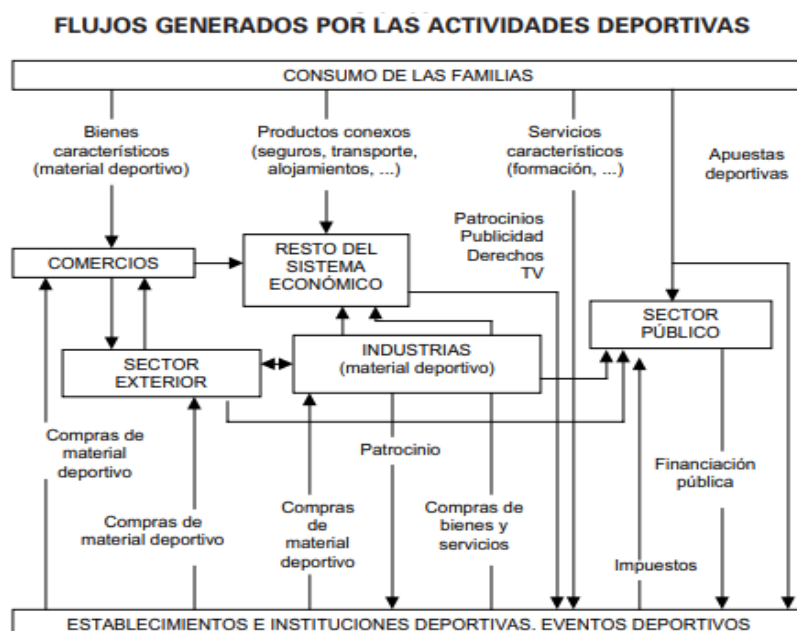 FLUJOS GENERADOS POR LAS ACTIVIDADES DEPORTIVAS
CONSUMO DE LAS FAMILIAS
Bienes
característicos
(material deportivo)
Productos conexos
(seguros, transporte,
alojamientos, ...)
Servicios
característicos
(formación, ...)
Apuestas
deportivas
Patrocinios
Publicidad
Derechos
TV
COMERCIOS
RESTO DEL
SISTEMA
ECONÓMICO
SECTOR
PÚBLICO
SECTOR
EXTERIOR
INDUSTRIAS
(material deportivo)
Compras de
material
deportivo
Compras de
material deportivo
Compras
de
material
deportivo
Patrocinio
Compras de
bienes y
servicios
Financiación
pública
Impuestos
ESTABLECIMIENTOS E INSTITUCIONES DEPORTIVAS. EVENTOS DEPORTIVOS